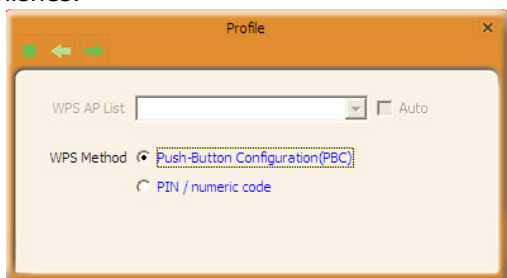 Profile
WPS AP List Auto
WPS Method Push-Button Configuration(PBC)
PIN / numeric code